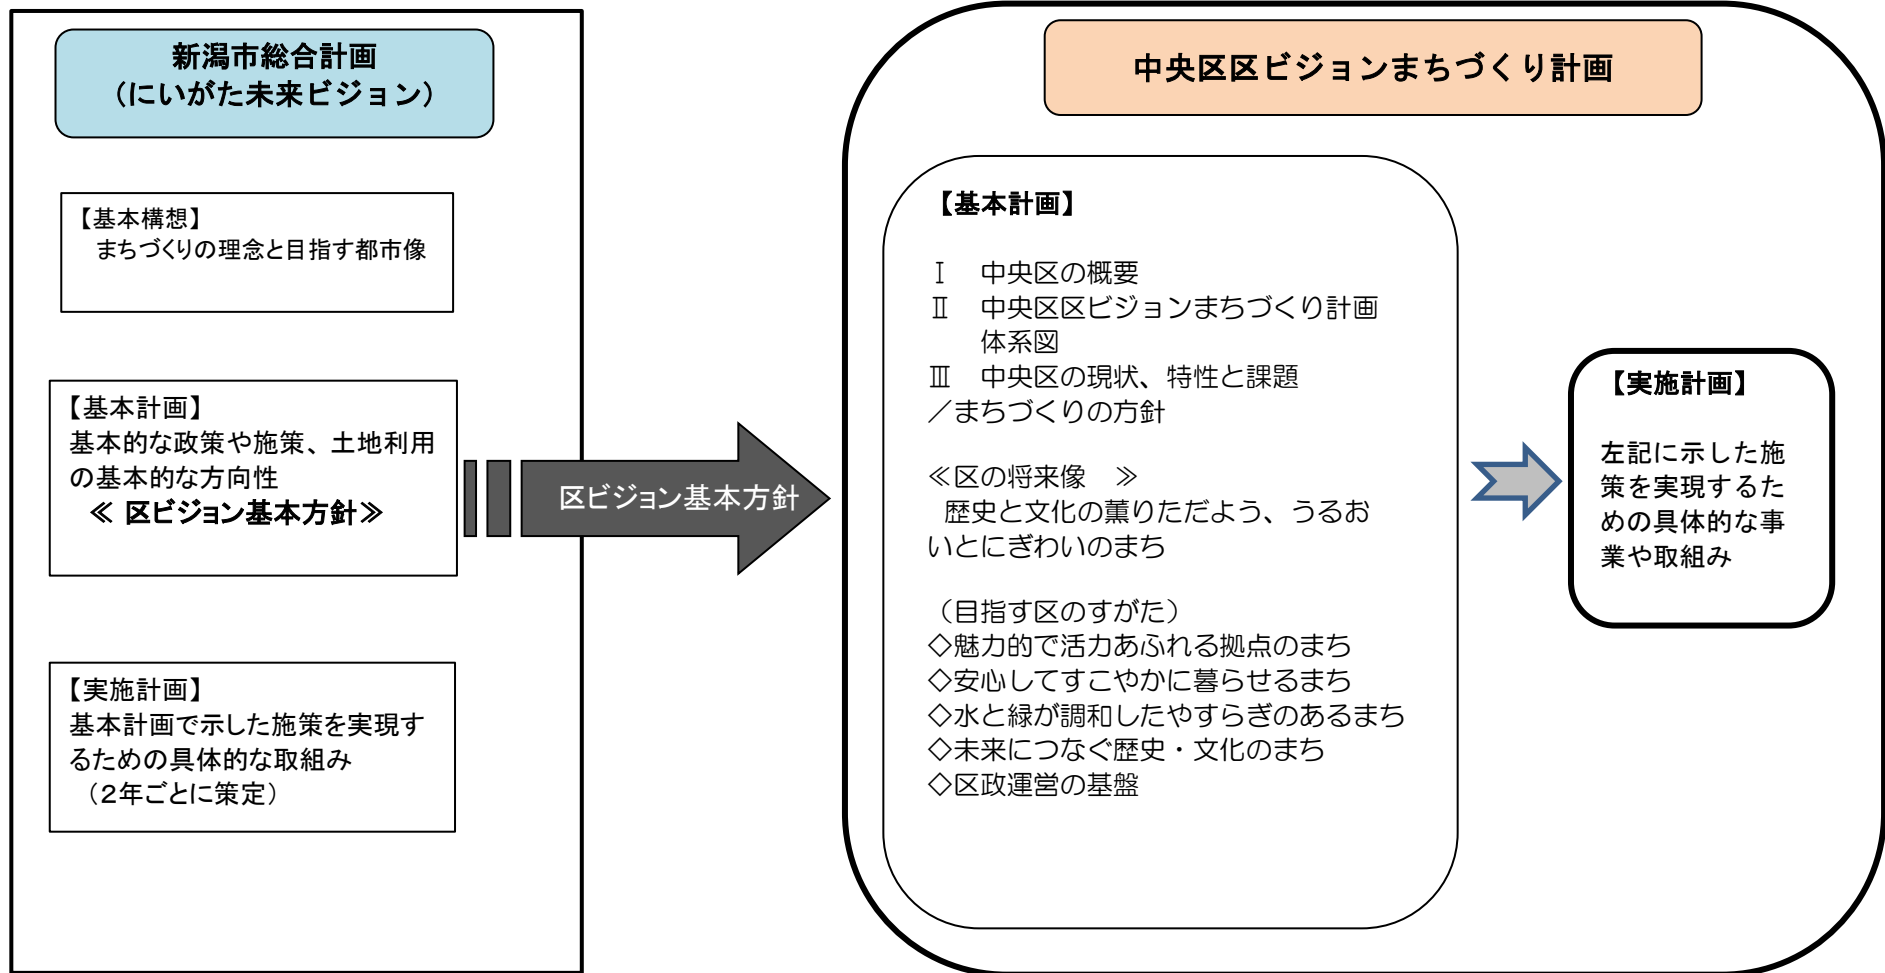 新潟市総合計画
（にいがた未来ビジョン）
【基本構想】
まちづくりの理念と目指す都市像
【基本計画】
基本的な政策や施策、土地利用
の基本的な方向性
≪ 区ビジョン基本方針≫
【実施計画】
基本計画で示した施策を実現す
るための具体的な取組み
（２年ごとに策定）
区ビジョン基本方針
中央区区ビジョンまちづくり計画
【基本計画】
Ⅰ　中央区の概要
Ⅱ　中央区区ビジョンまちづくり計画
体系図
Ⅲ　中央区の現状、特性と課題
／まちづくりの方針
≪区の将来像　≫
歴史と文化の薫りただよう、うるお
いとにぎわいのまち
（目指す区のすがた）
◇魅力的で活力あふれる拠点のまち
◇安心してすこやかに暮らせるまち
◇水と緑が調和したやすらぎのあるまち
◇未来につなぐ歴史・文化のまち
◇区政運営の基盤
【実施計画】
左記に示した施
策を実現するた
めの具体的な事
業や取組み